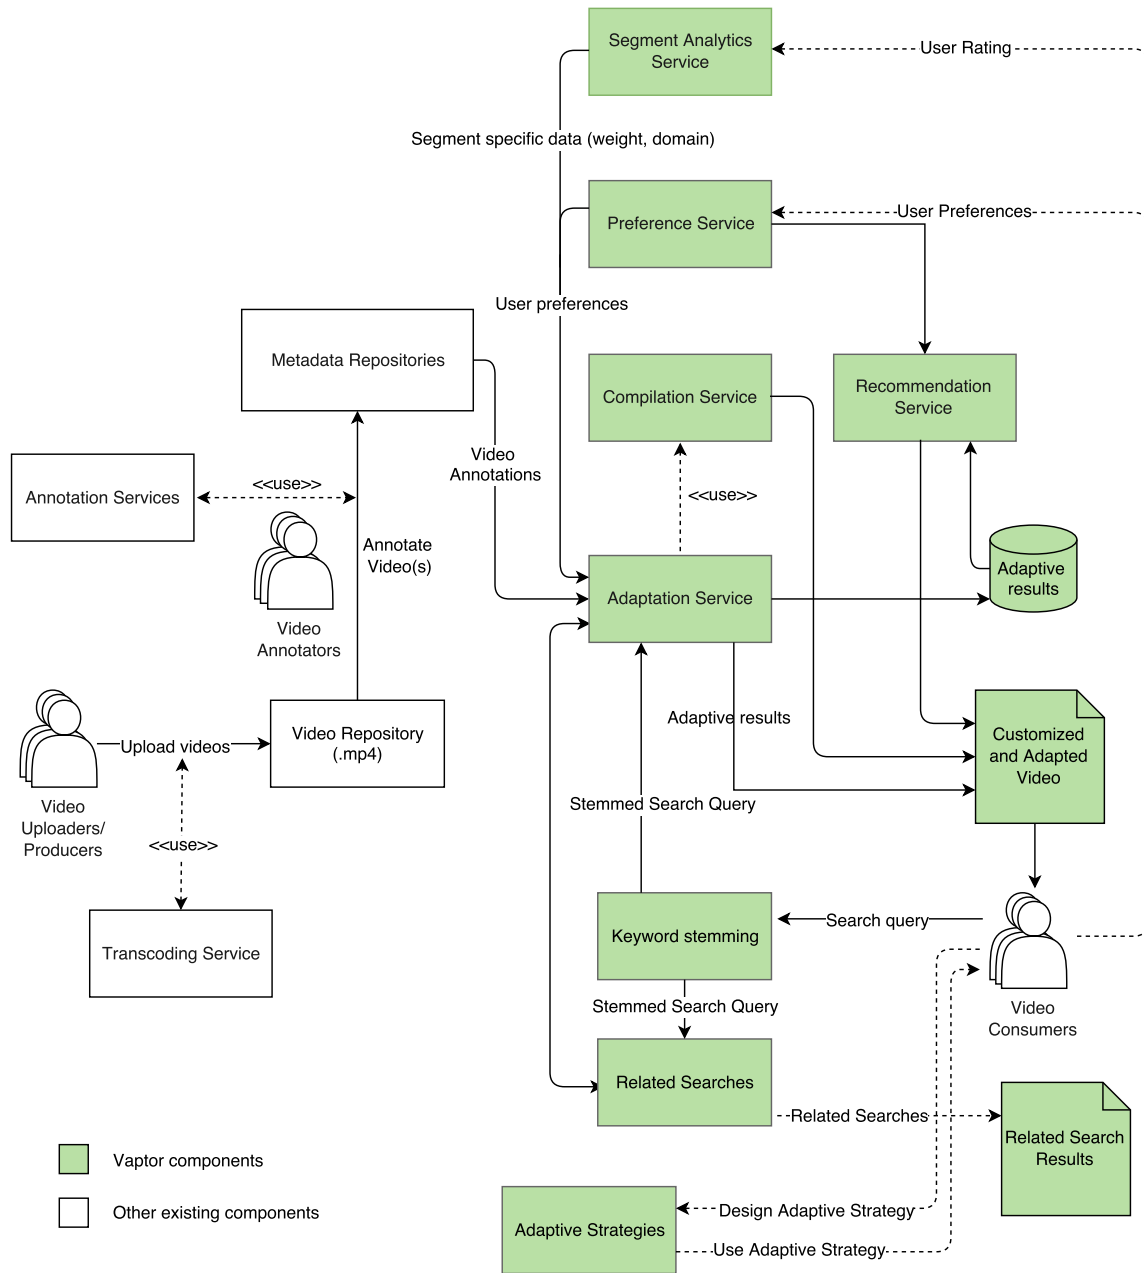 Segment Analytics
Service
User Rating
Segment specific data (weight, domain)
Preference Service
User Preferences
User preferences
Metadata Repositories
Compilation Service
Recommendation
Service
Video
Annotations
Annotation Services
<<use>>
<<use>>
Annotate
Video(s)
Adaptation Service
Adaptive
results
Video
Annotators
Adaptive results
Upload videos
Video Repository
(.mp4)
Customized
and Adapted
Video
Video
Uploaders/
Producers
<<use>>
Stemmed Search Query
Transcoding Service
Keyword stemming
Search query
Stemmed Search Query
Video
Consumers
Related Searches
Related Searches
Related Search
Results
Vaptor components
Other existing components
Adaptive Strategies
Design Adaptive Strategy
Use Adaptive Strategy